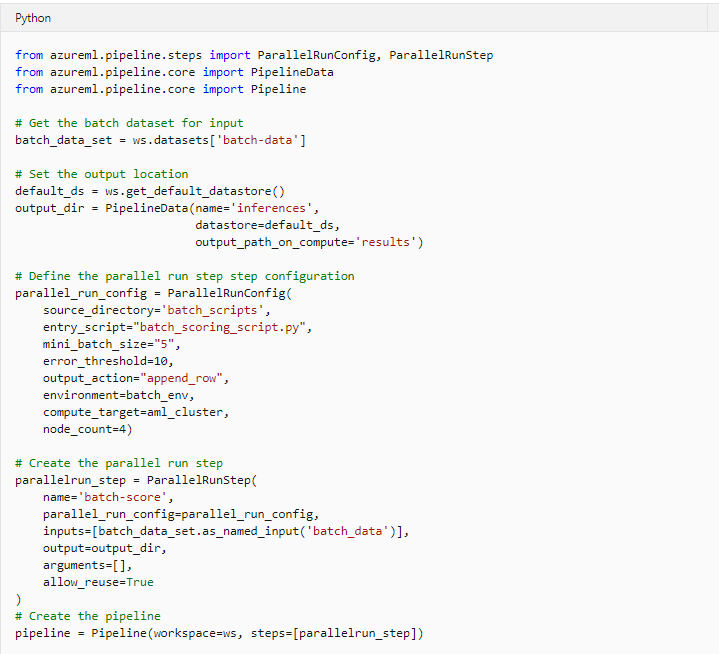 Python
from azureml.pipeline.steps import ParallelRunConfig, ParallelRunStep
from azureml.pipeline.core import PipelineData
from azureml.pipeline.core import Pipeline
# Get the batch dataset for input
batch_data_set = ws.datasets['batch-data']
# Set the output location
default_ds = ws.get_default_datastore()
output_dir = PipelineData(name='inferences',
                          datastore=default_ds,
                          output_path_on_compute='results')
# Define the parallel run step step configuration
parallel_run_config = ParallelRunConfig(
    source_directory='batch_scripts',
    entry_script="batch_scoring_script.py",
    mini_batch_size="5",
    error_threshold=10,
    output_action="append_row",
    environment=batch_env,
    compute_target=aml_cluster,
    node_count=4)
# Create the parallel run step
parallelrun_step = ParallelRunStep(
    name='batch-score',
    parallel_run_config=parallel_run_config,
    inputs=[batch_data_set.as_named_input('batch_data')],
    output=output_dir,
    arguments=[],
    allow_reuse=True
)
# Create the pipeline
pipeline = Pipeline(workspace=ws, steps=[parallelrun_step])